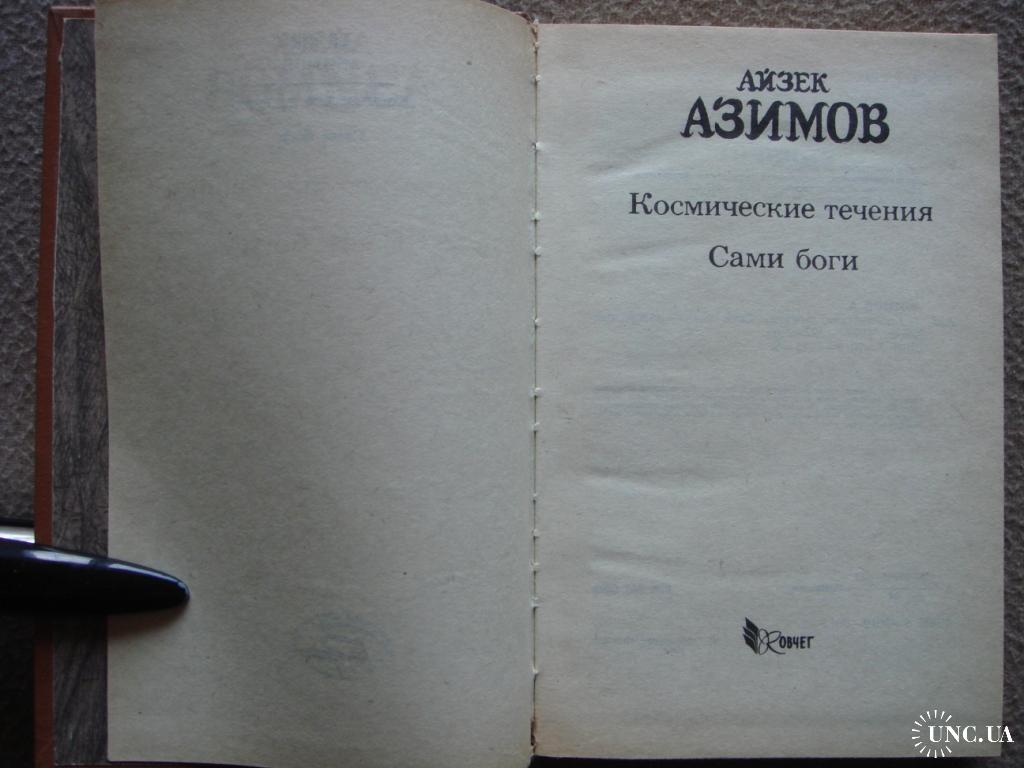 АЙЗЕК
АЗИМОВ
Космические течения
Сами боги
КОВЧЕГ
UNC.UA